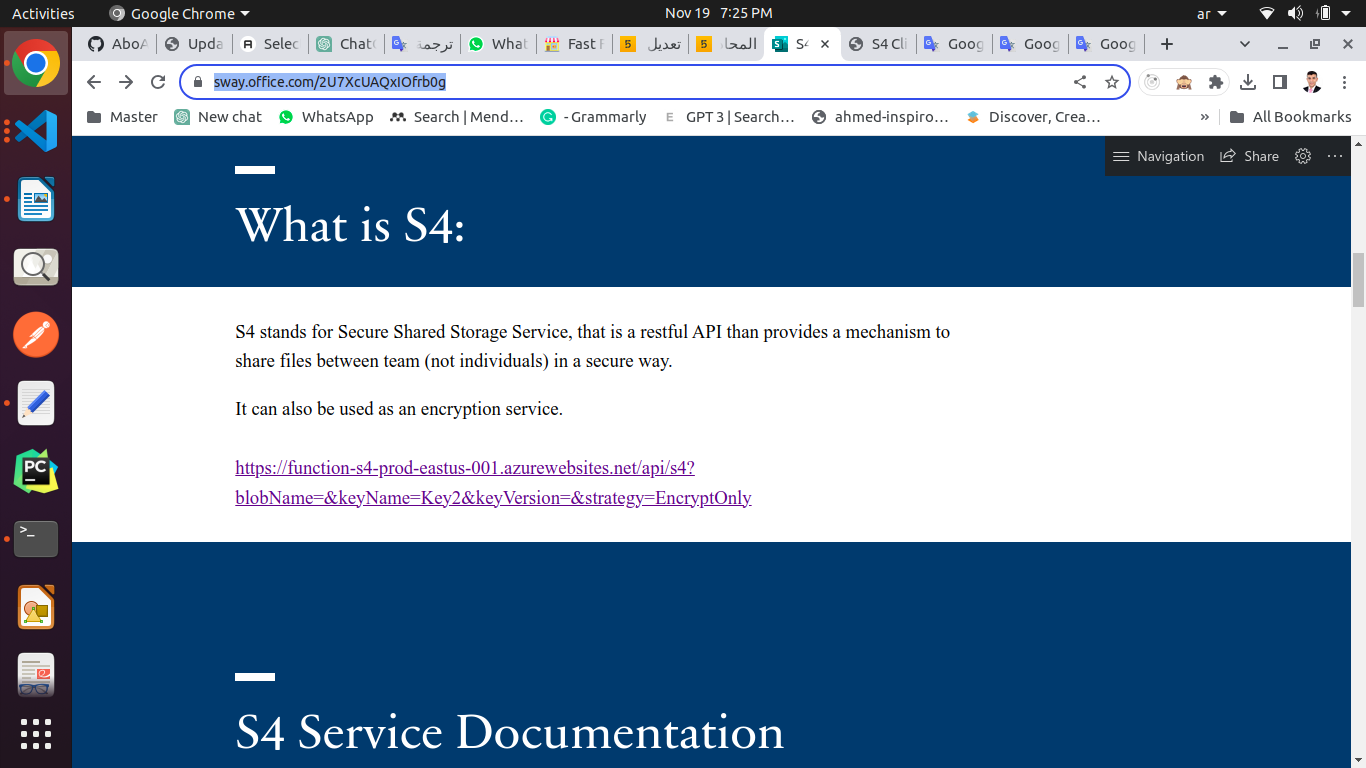 Activities Google Chrome Nov 19 7:25 PM ar
AboA Upda Selec Chat ترجمة What Fast F تعديل المحا S4 S4 Cli Goog Goog Goog
sway.office.com/2U7XcUAQxIOfrb0g
Master New chat WhatsApp Search | Mend… - Grammarly GPT 3 | Search… ahmed-inspiro… Discover, Crea… » All Bookmarks
Navigation Share
What is S4:
S4 stands for Secure Shared Storage Service, that is a restful API than provides a mechanism to
share files between team (not individuals) in a secure way.
It can also be used as an encryption service.
https://function-s4-prod-eastus-001.azurewebsites.net/api/s4?
blobName=&keyName=Key2&keyVersion=&strategy=EncryptOnly
S4 Service Documentation